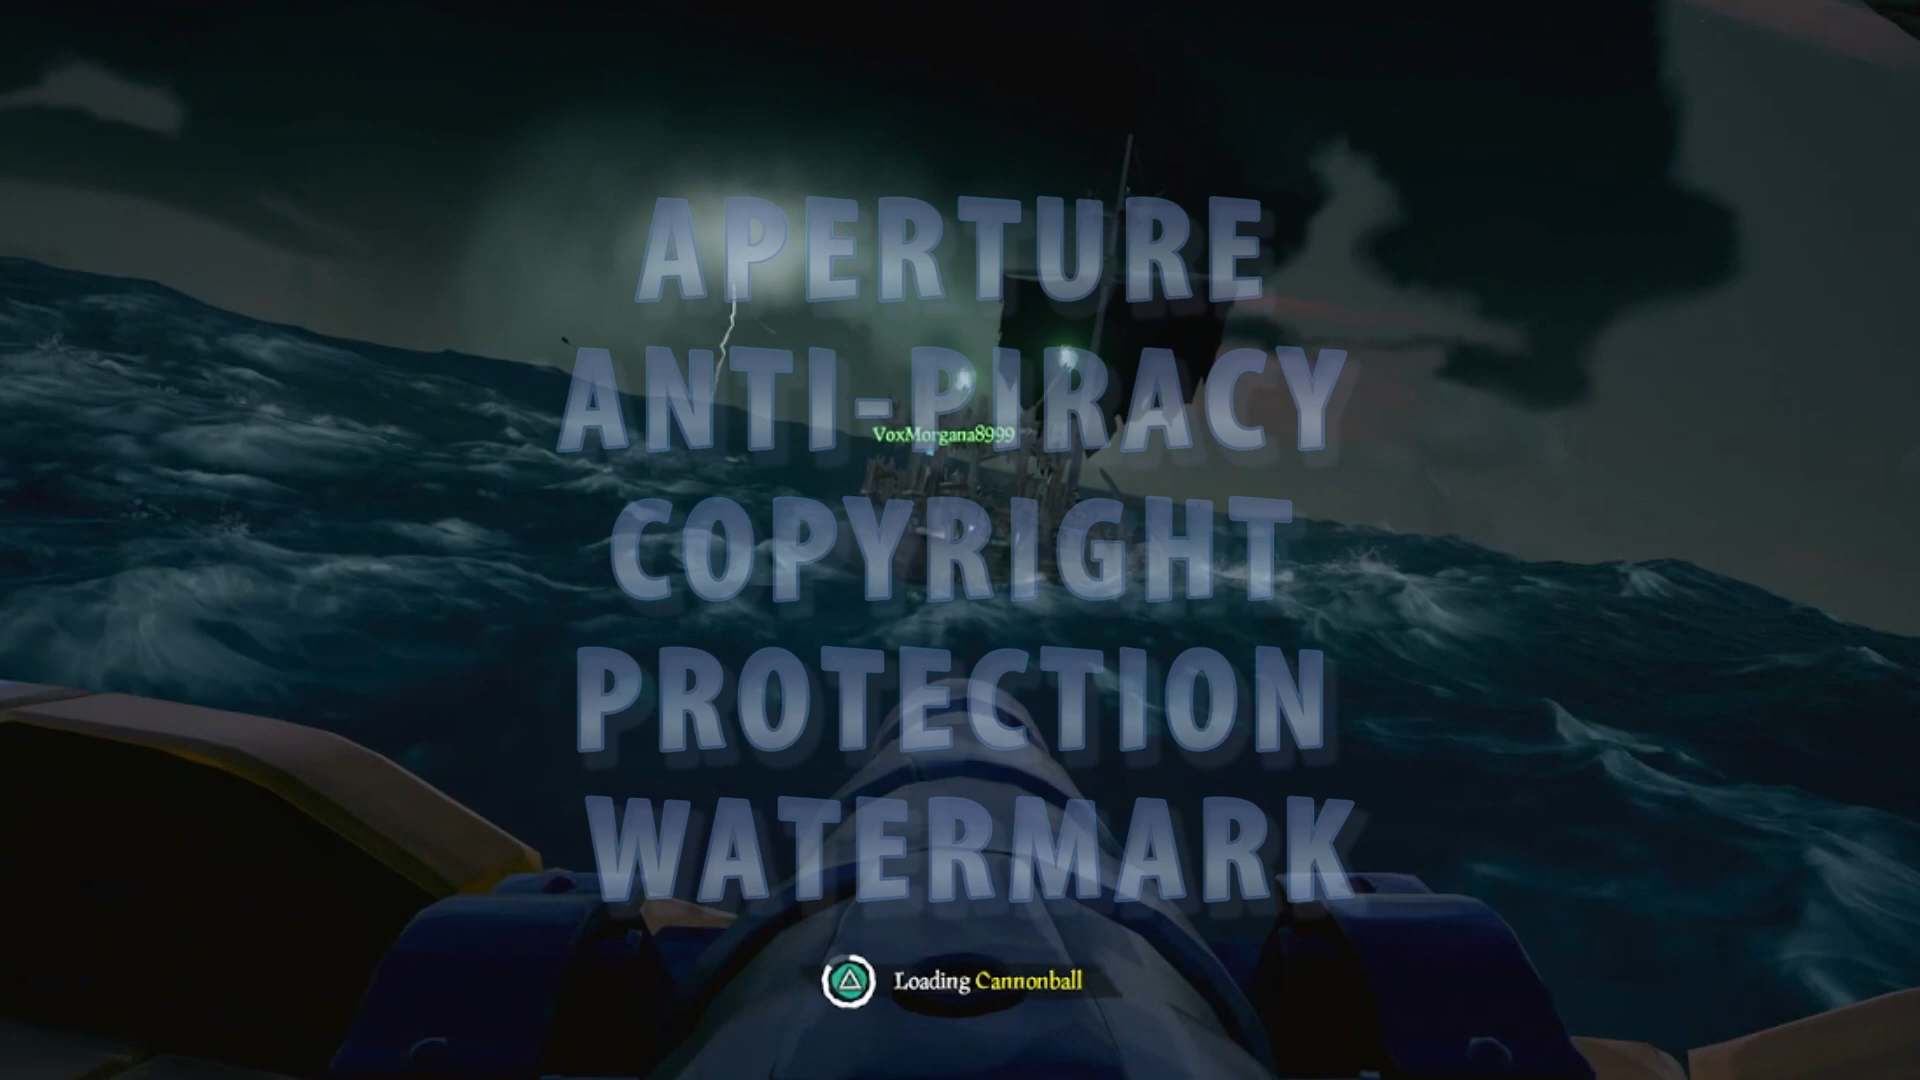 APERTURE
ANTI-PIRACY
VoxMorgana8999
COPYRIGHT
PROTECTION
WATERMARK
Loading Cannonball